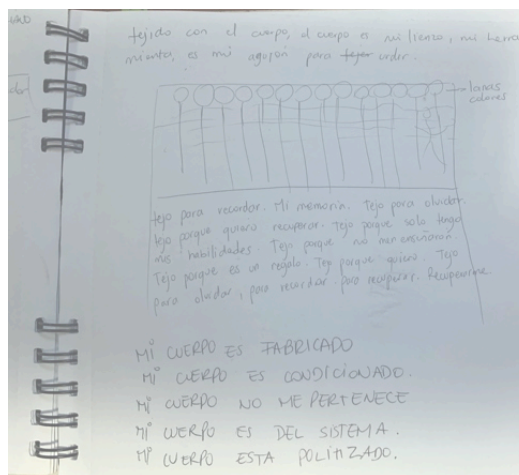 tejido con el cuerpo, el cuerpo es mi lienzo, mi herra
mienta, es mi agujon para urdir.
lanas
colores
tejo para recordar. Mi memoria. Tejo para olvidar.
tejo porque quiero recuperar. Tejo porque solo tengo
mis habilidades. Tejo porque no me enseñaron.
Tejo porque es un regalo. Tejo porque quiero. Tejo
para olvidar, para recordar. para recuperar. Recuperarme.
MI CUERPO ES FABRICADO
MI CUERPO ES CONDICIONADO.
MI CUERPO NO ME PERTENECE
MI CUERPO ES DEL SISTEMA.
MI CUERPO ESTA POLITIZADO.